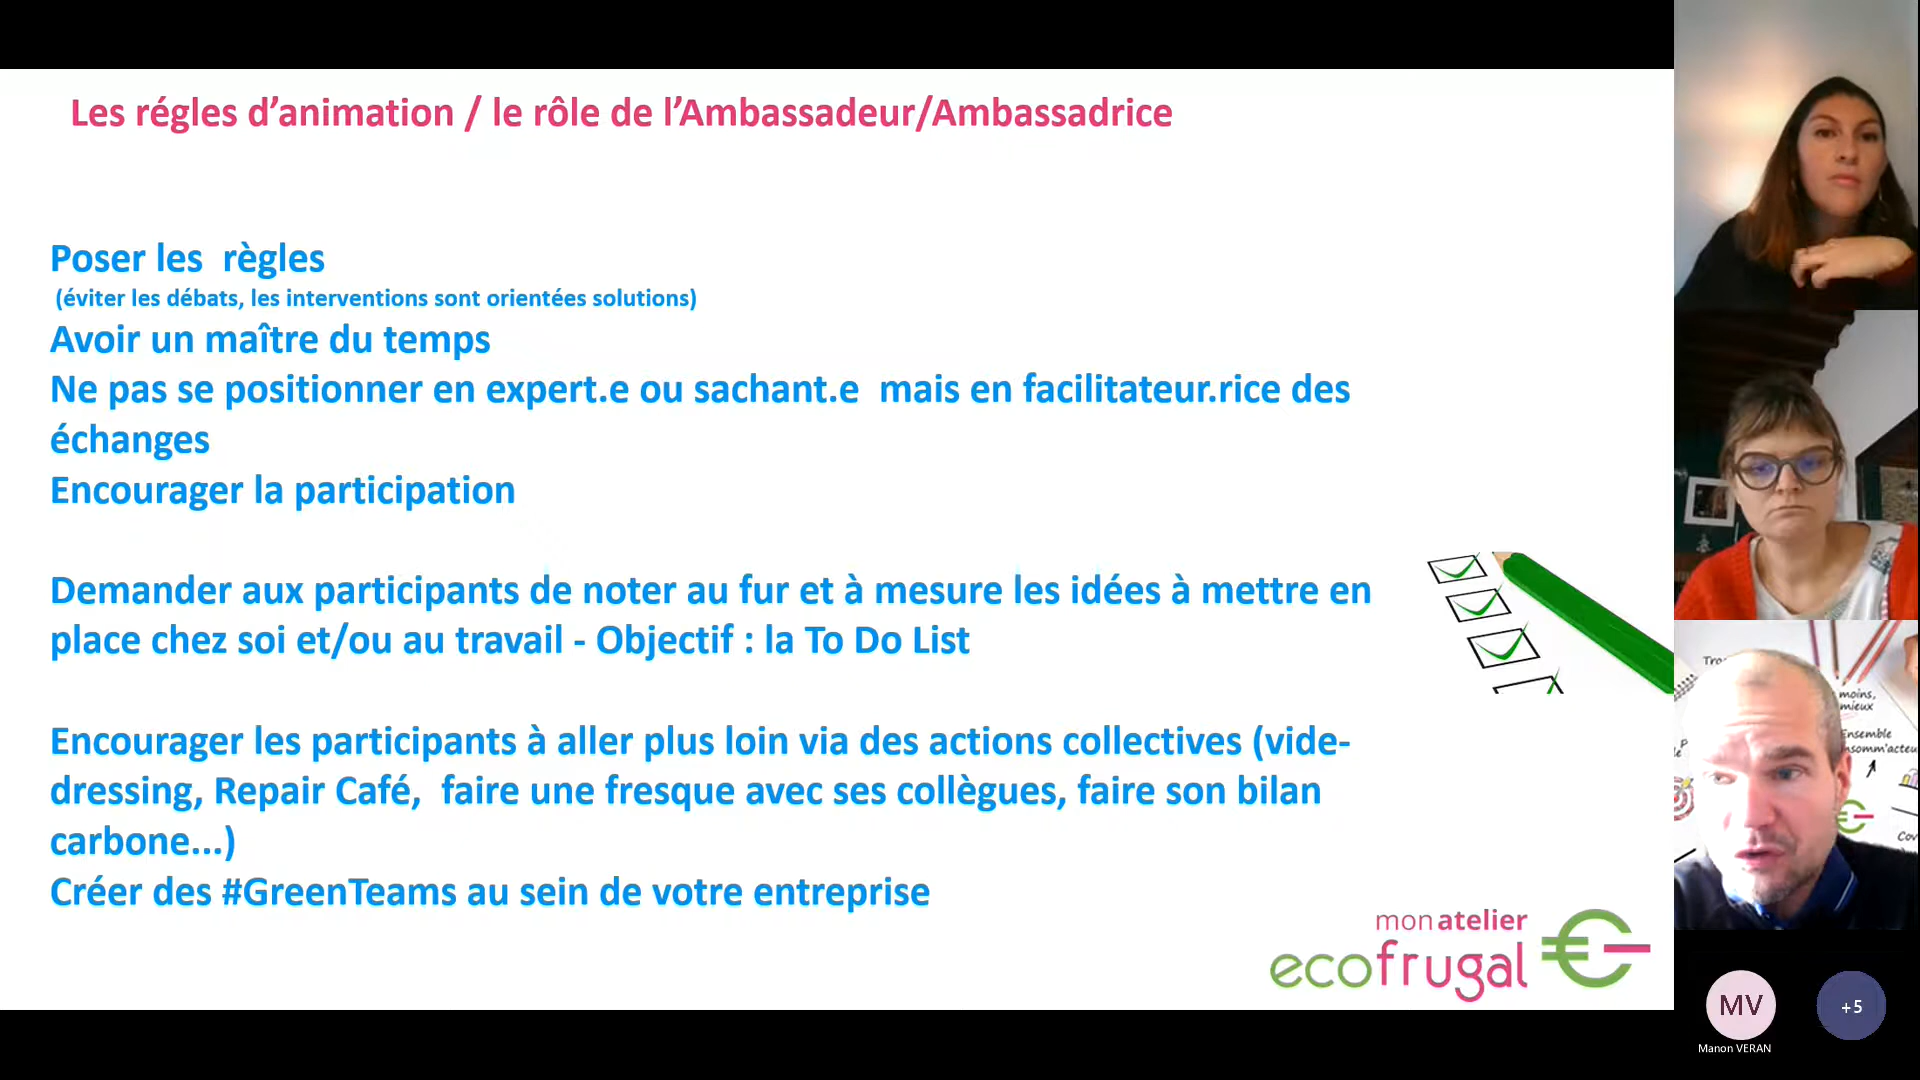 Les régles d’animation / le rôle de l’Ambassadeur/Ambassadrice
Poser les  règles
(éviter les débats, les interventions sont orientées solutions)
Avoir un maître du temps
Ne pas se positionner en expert.e ou sachant.e  mais en facilitateur.rice des
échanges
Encourager la participation
Demander aux participants de noter au fur et à mesure les idées à mettre en
place chez soi et/ou au travail - Objectif : la To Do List
Encourager les participants à aller plus loin via des actions collectives (vide-
dressing, Repair Café,  faire une fresque avec ses collègues, faire son bilan
carbone...)
Créer des #GreenTeams au sein de votre entreprise
mon atelier
ecofrugal
moins,
mieux
Ensemble
MV
+5
Manon VERAN